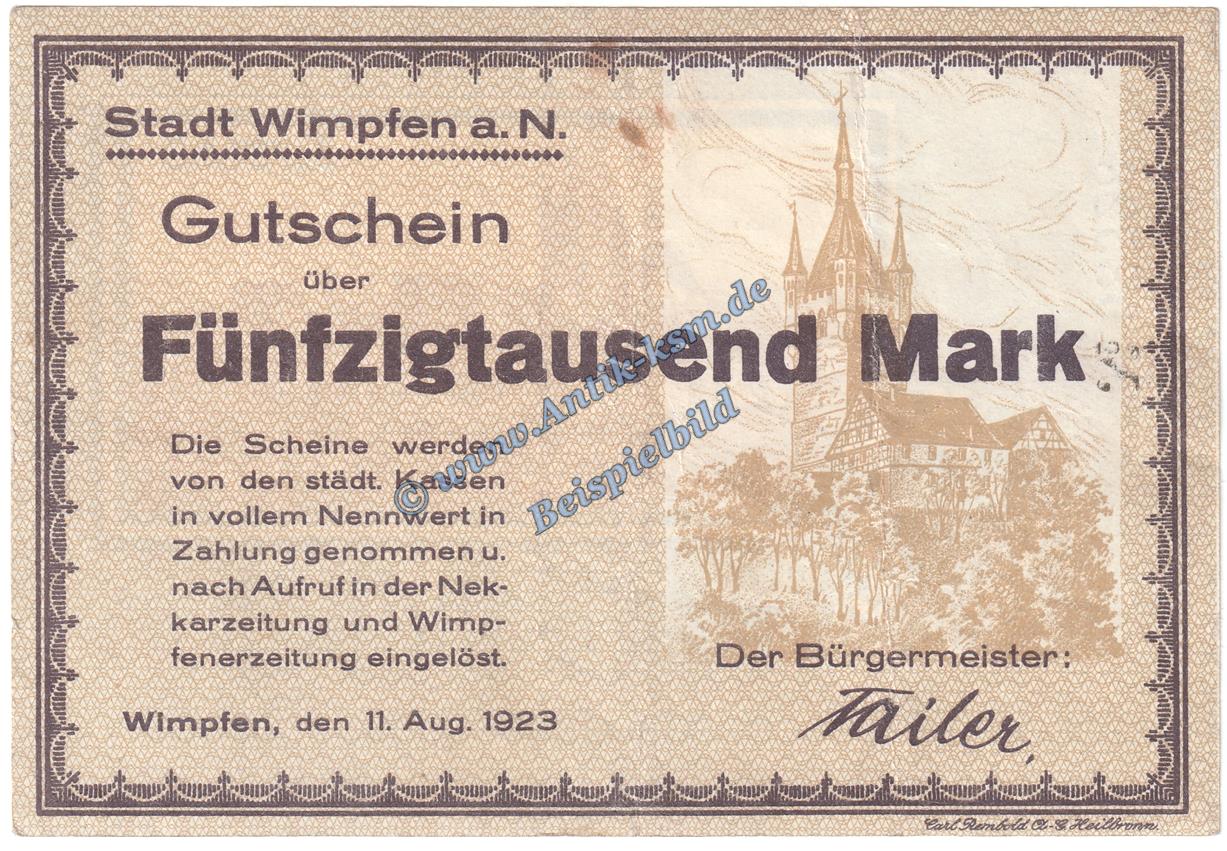 Stadt Wimpfen a. N.
Gutschein
über
Fünfzigtausend Mark
Die Scheine werden
von den städt. Kassen
in vollem Nennwert in
Zahlung genommen u.
nach Aufruf in der Nek-
karzeitung und Wimp-
fenerzeitung eingelöst.
Wimpfen, den 11. Aug. 1923
Der Bürgermeister:
Tailer,
Carl Rembold A.-G. Heilbronn.
© www.Antik-ksm.de
Beispielbild